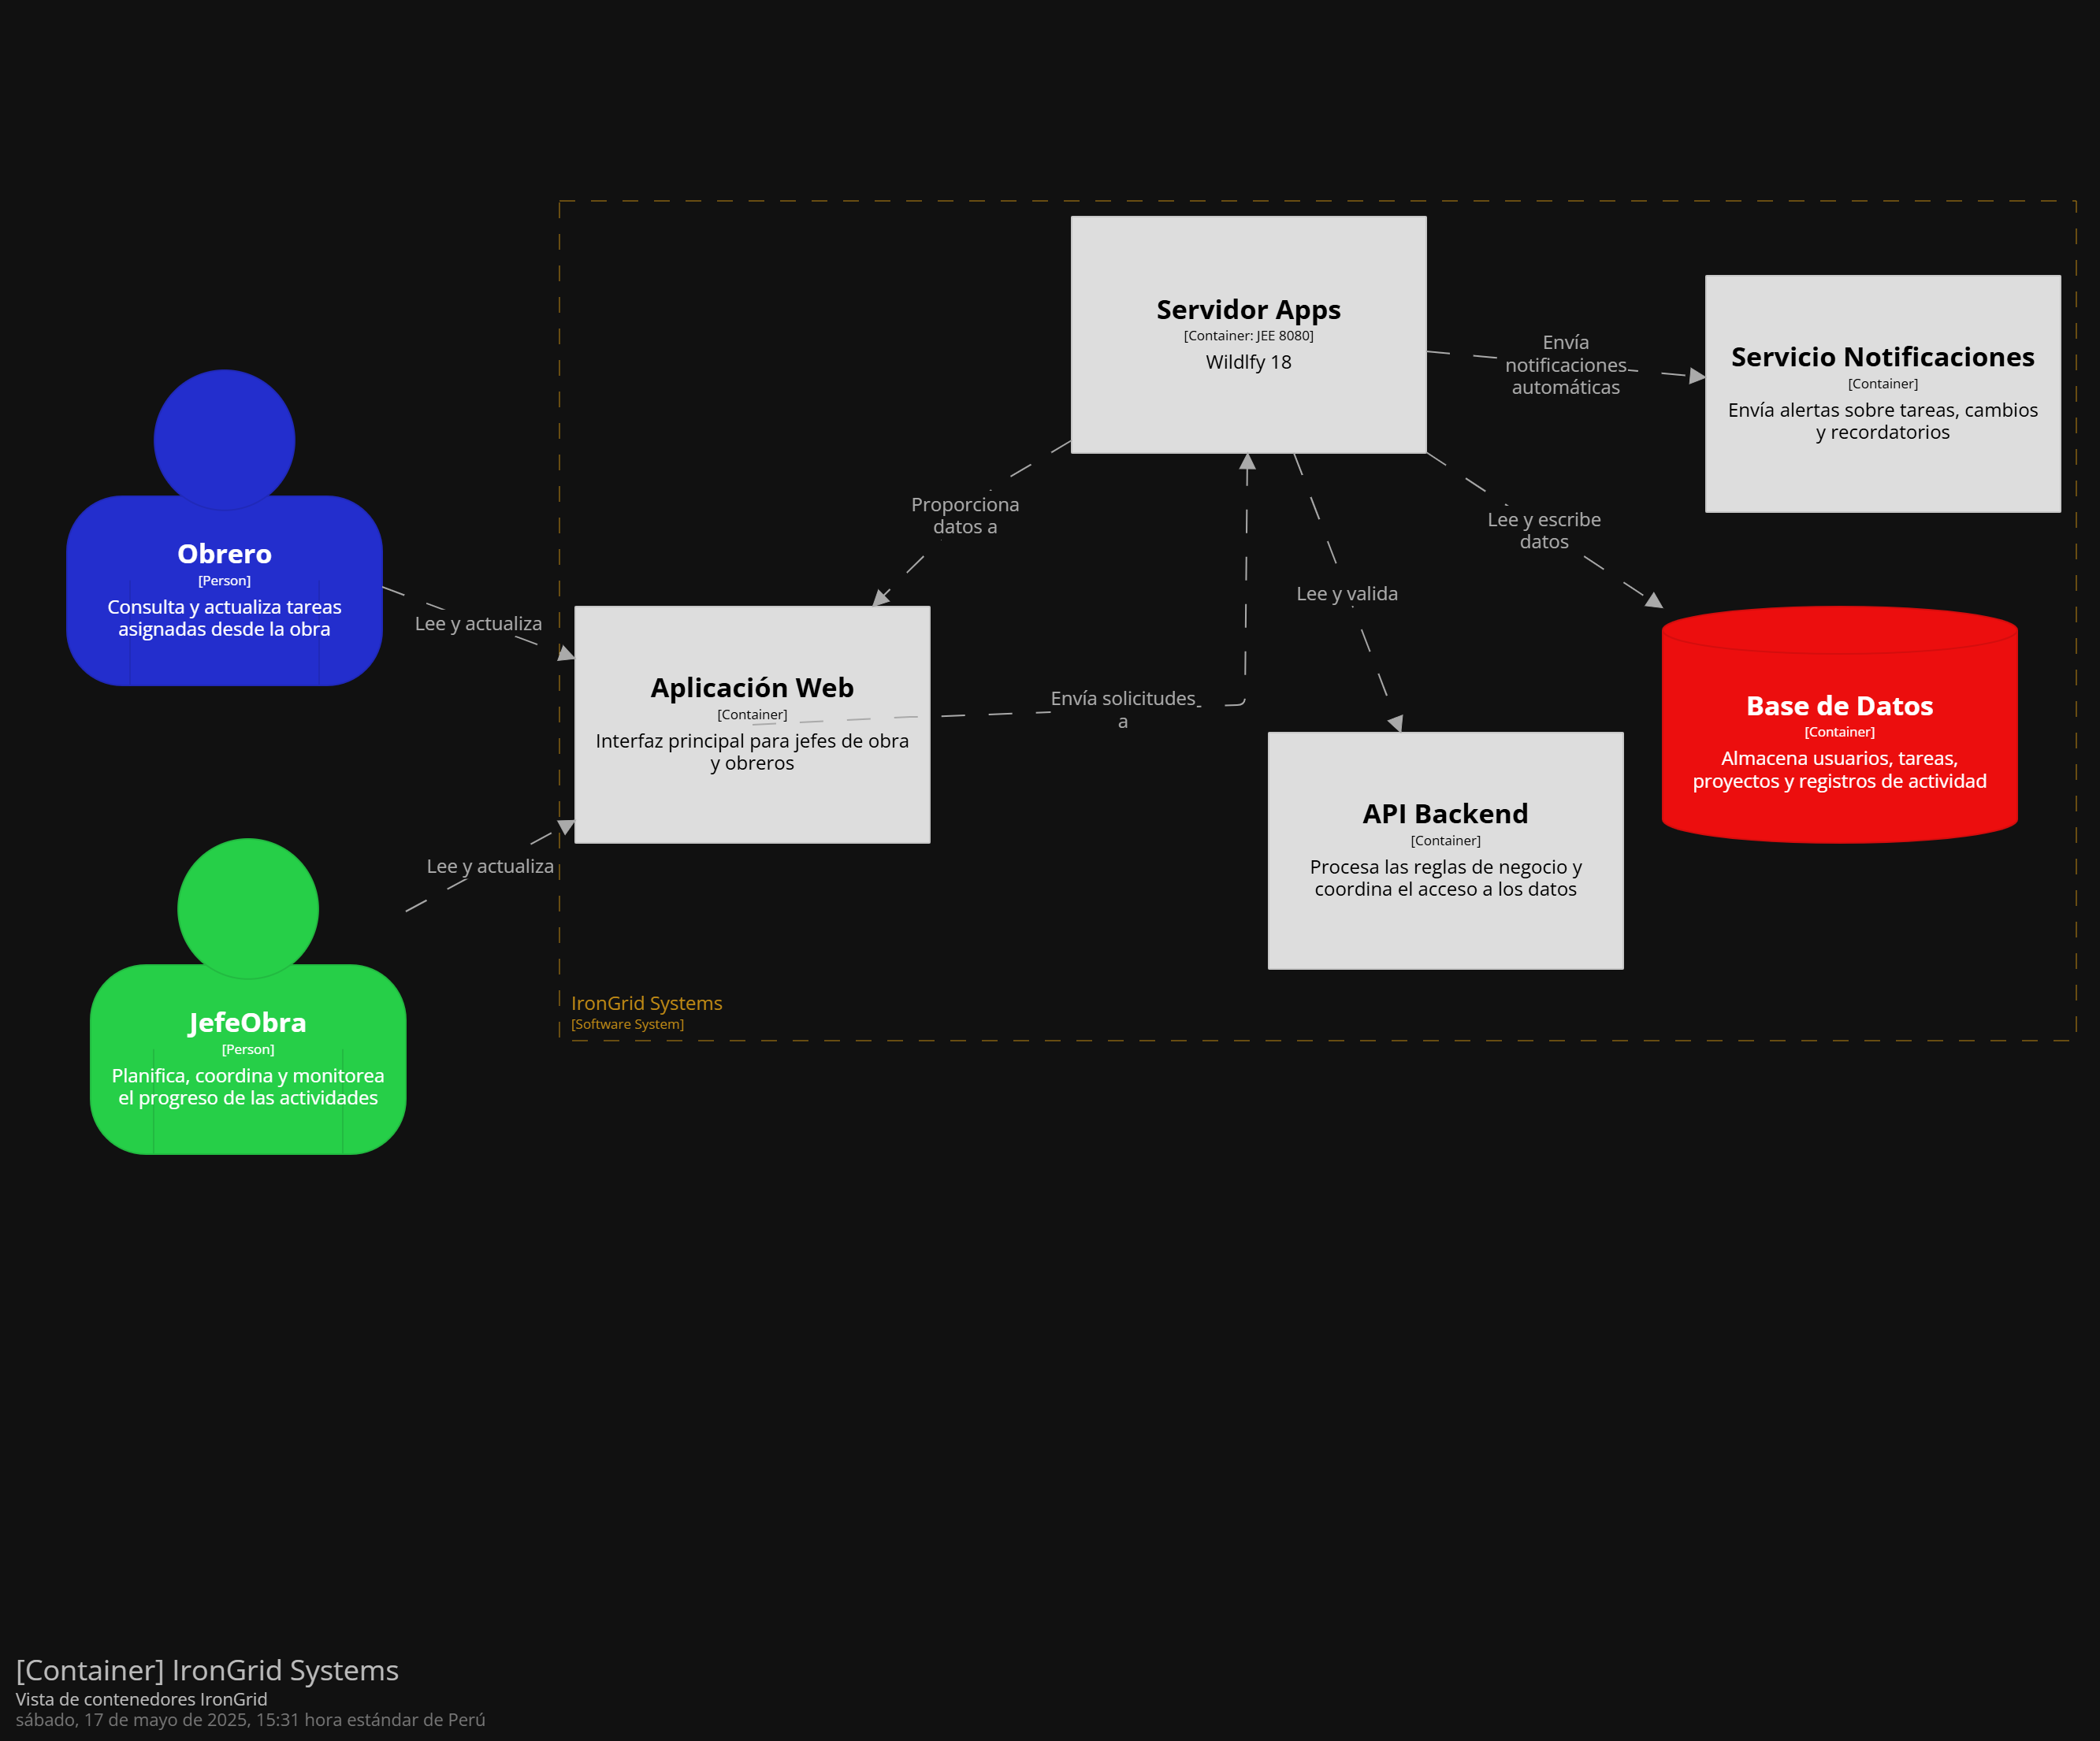 Servidor Apps
[Container: JEE 8080]
Wildlfy 18
Envía
notificaciones
automáticas
Servicio Notificaciones
[Container]
Envía alertas sobre tareas, cambios
y recordatorios
Proporciona
datos a
Lee y escribe
datos
Lee y valida
Obrero
[Person]
Consulta y actualiza tareas
asignadas desde la obra
Lee y actualiza
Aplicación Web
[Container]
Interfaz principal para jefes de obra
y obreros
Envía solicitudes
a
Base de Datos
[Container]
Almacena usuarios, tareas,
proyectos y registros de actividad
API Backend
[Container]
Procesa las reglas de negocio y
coordina el acceso a los datos
Lee y actualiza
JefeObra
[Person]
Planifica, coordina y monitorea
el progreso de las actividades
IronGrid Systems
[Software System]
[Container] IronGrid Systems
Vista de contenedores IronGrid
sábado, 17 de mayo de 2025, 15:31 hora estándar de Perú